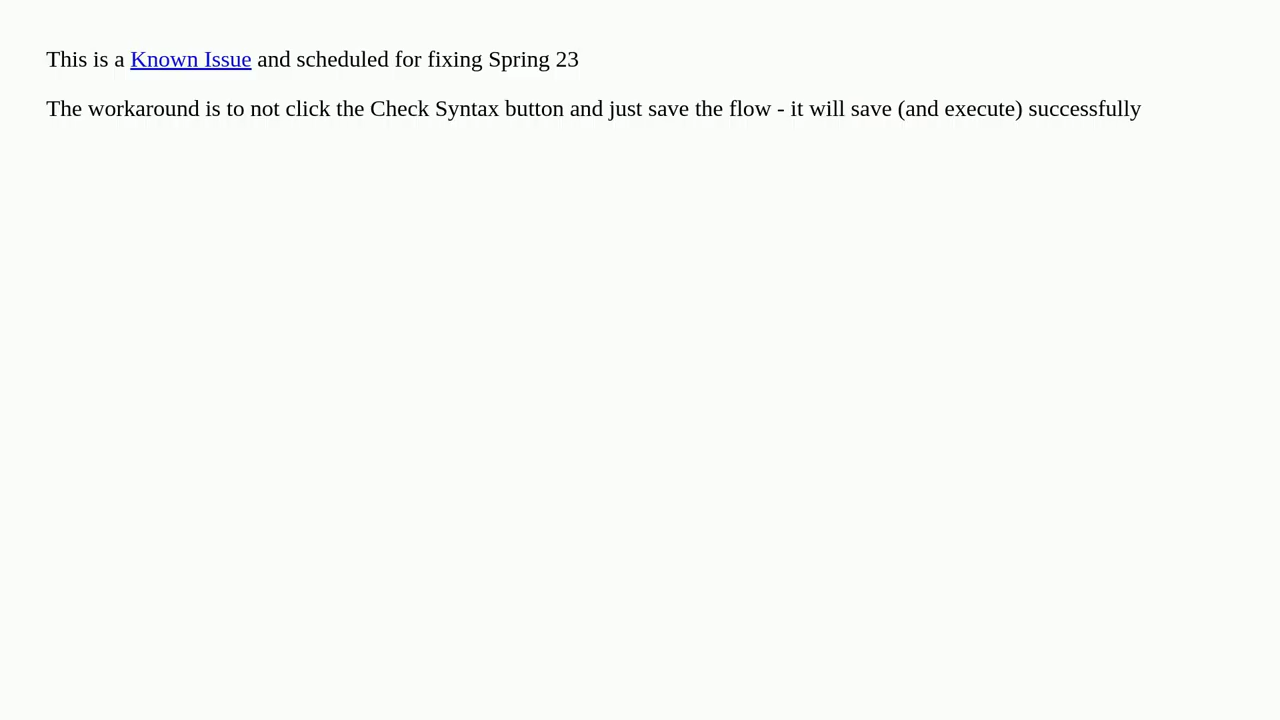 This is a Known Issue and scheduled for fixing Spring 23
The workaround is to not click the Check Syntax button and just save the flow - it will save (and execute) successfully